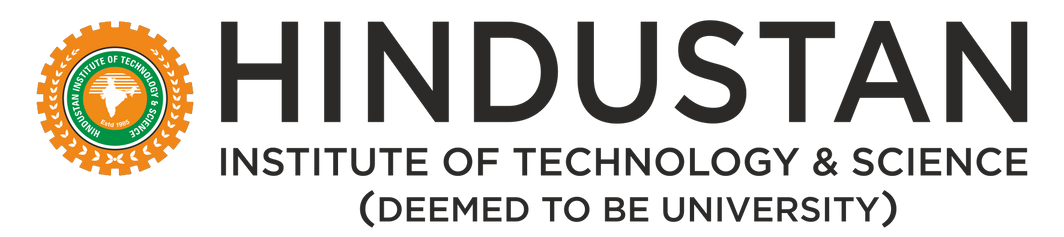 HINDUSTAN INSTITUTE OF TECHNOLOGY & SCIENCE
Estd 1985
HINDUSTAN
INSTITUTE OF TECHNOLOGY & SCIENCE
(DEEMED TO BE UNIVERSITY)